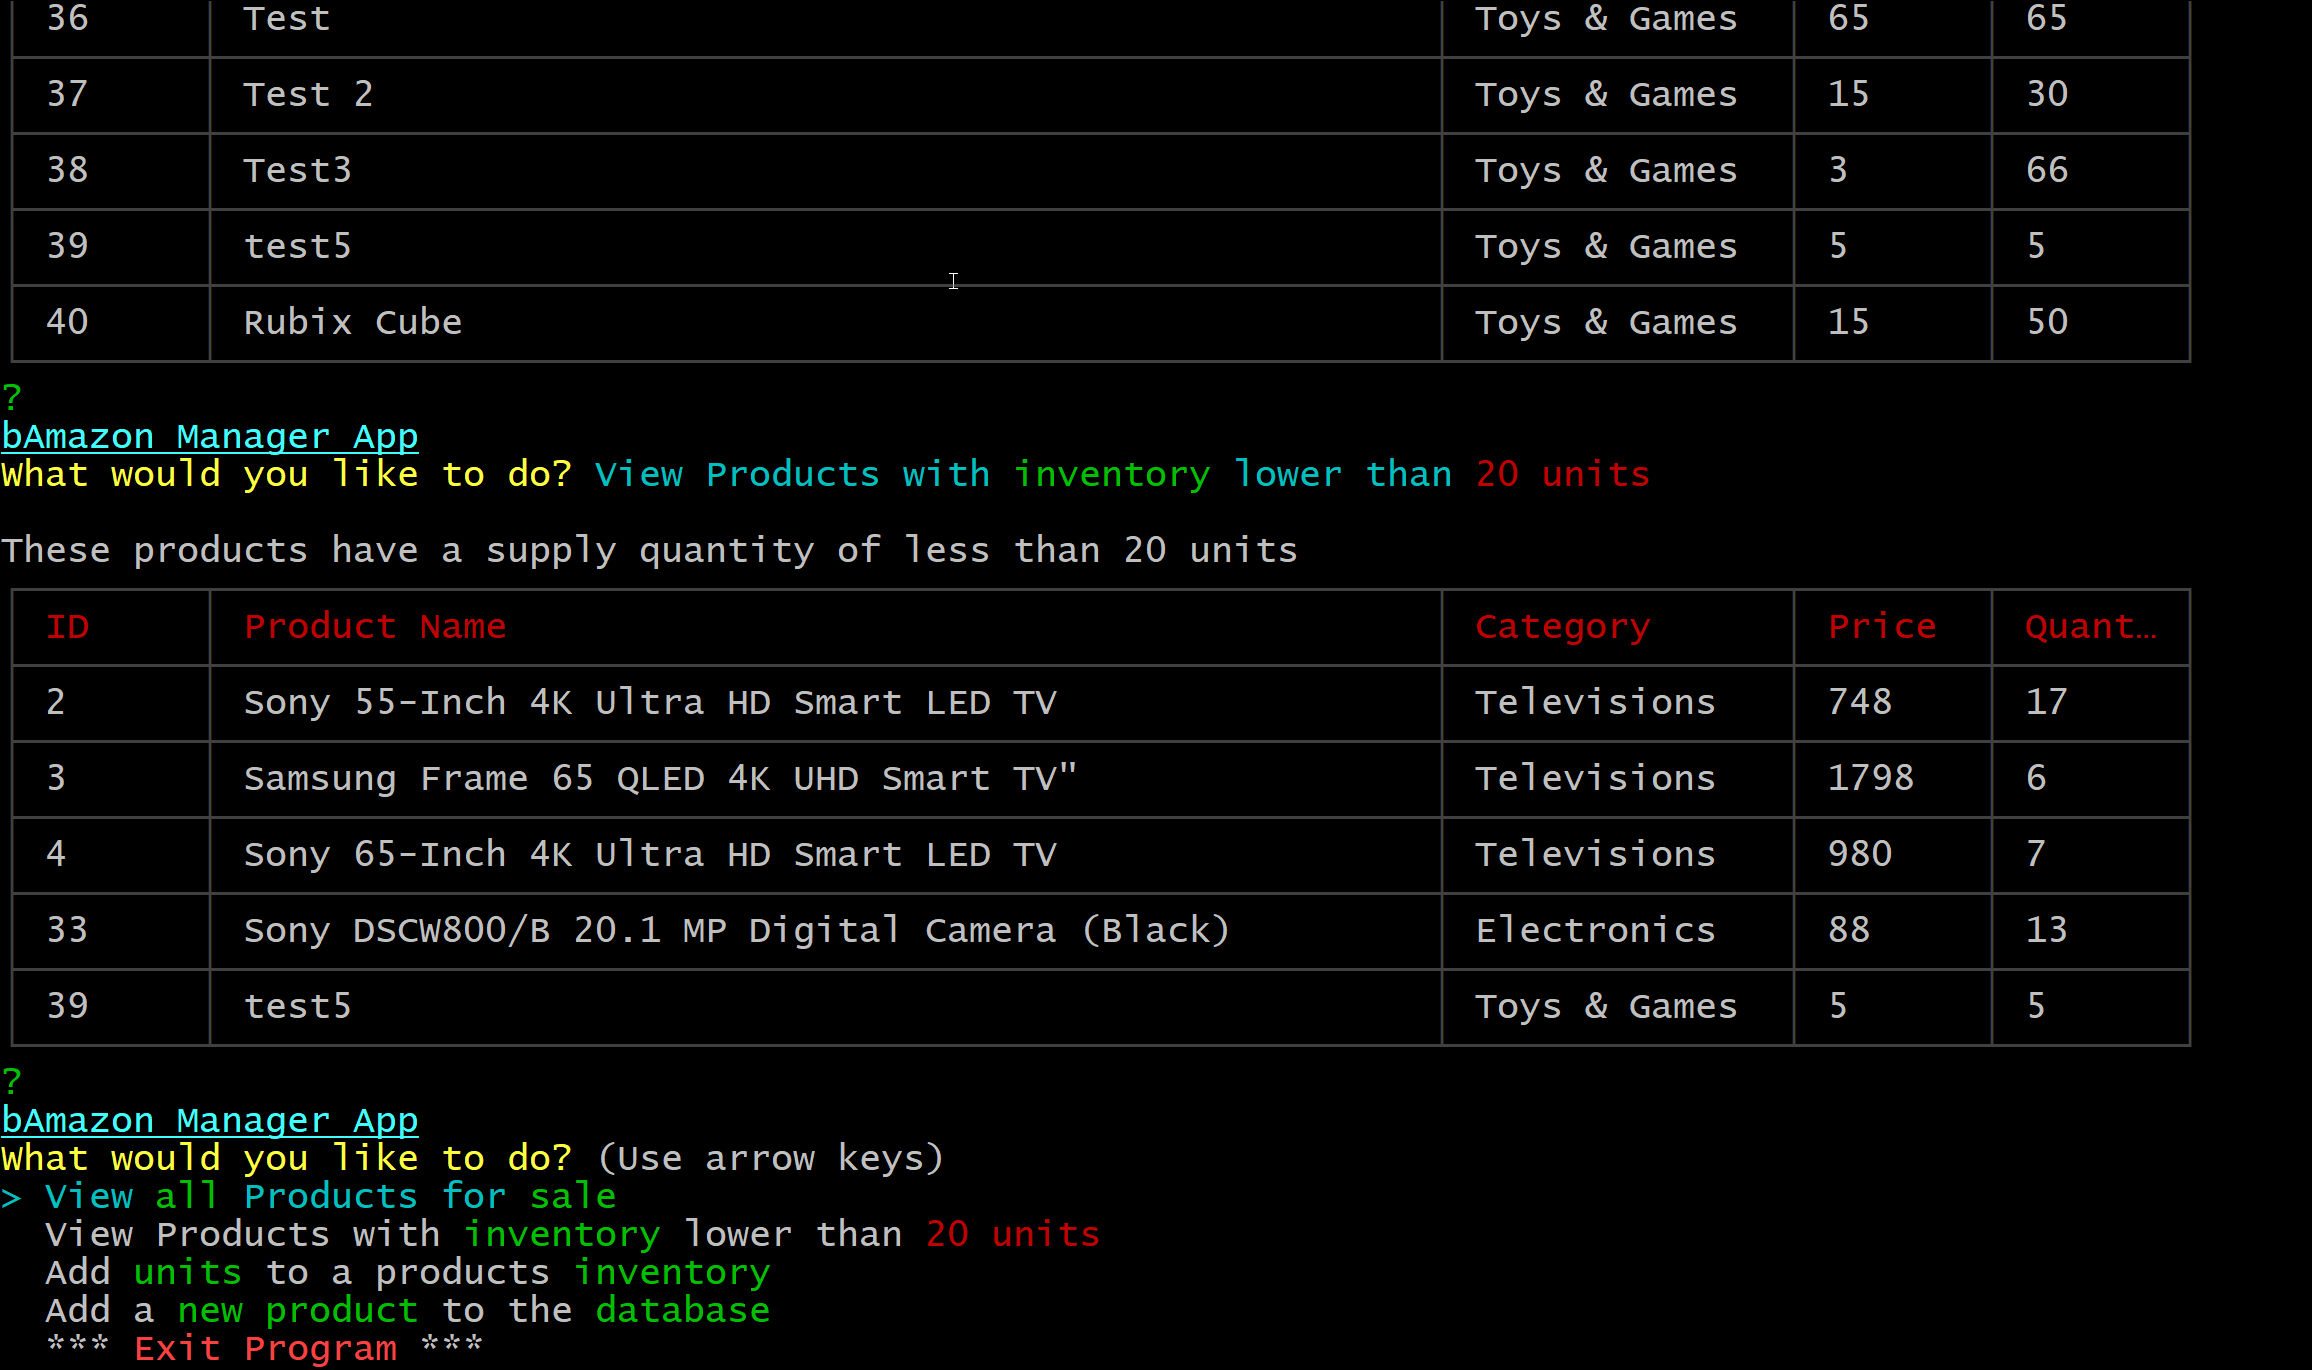 36 Test Toys & Games 65 65
37 Test 2 Toys & Games 15 30
38 Test3 Toys & Games 3 66
39 test5 Toys & Games 5 5
40 Rubix Cube Toys & Games 15 50
?
bAmazon Manager App
What would you like to do? View Products with inventory lower than 20 units
These products have a supply quantity of less than 20 units
ID Product Name Category Price Quant…
2 Sony 55-Inch 4K Ultra HD Smart LED TV Televisions 748 17
3 Samsung Frame 65 QLED 4K UHD Smart TV" Televisions 1798 6
4 Sony 65-Inch 4K Ultra HD Smart LED TV Televisions 980 7
33 Sony DSCW800/B 20.1 MP Digital Camera (Black) Electronics 88 13
39 test5 Toys & Games 5 5
?
bAmazon Manager App
What would you like to do? (Use arrow keys)
> View all Products for sale
View Products with inventory lower than 20 units
Add units to a products inventory
Add a new product to the database
*** Exit Program ***